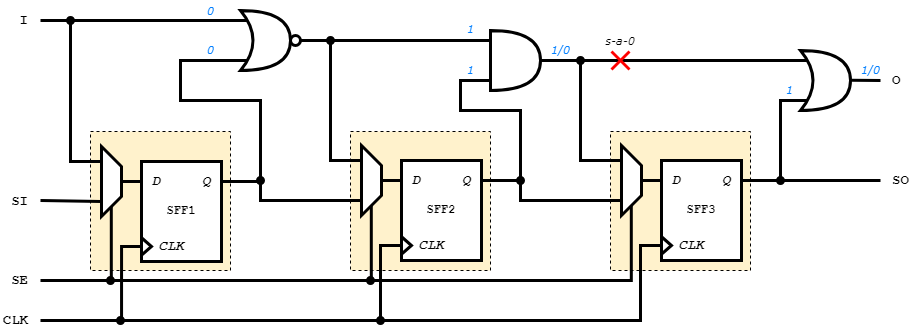 I
0
0
1
1
1/0
s-a-0
1
1/0
O
SI
D
Q
SFF1
CLK
D
Q
SFF2
CLK
D
Q
SFF3
CLK
SO
SE
CLK